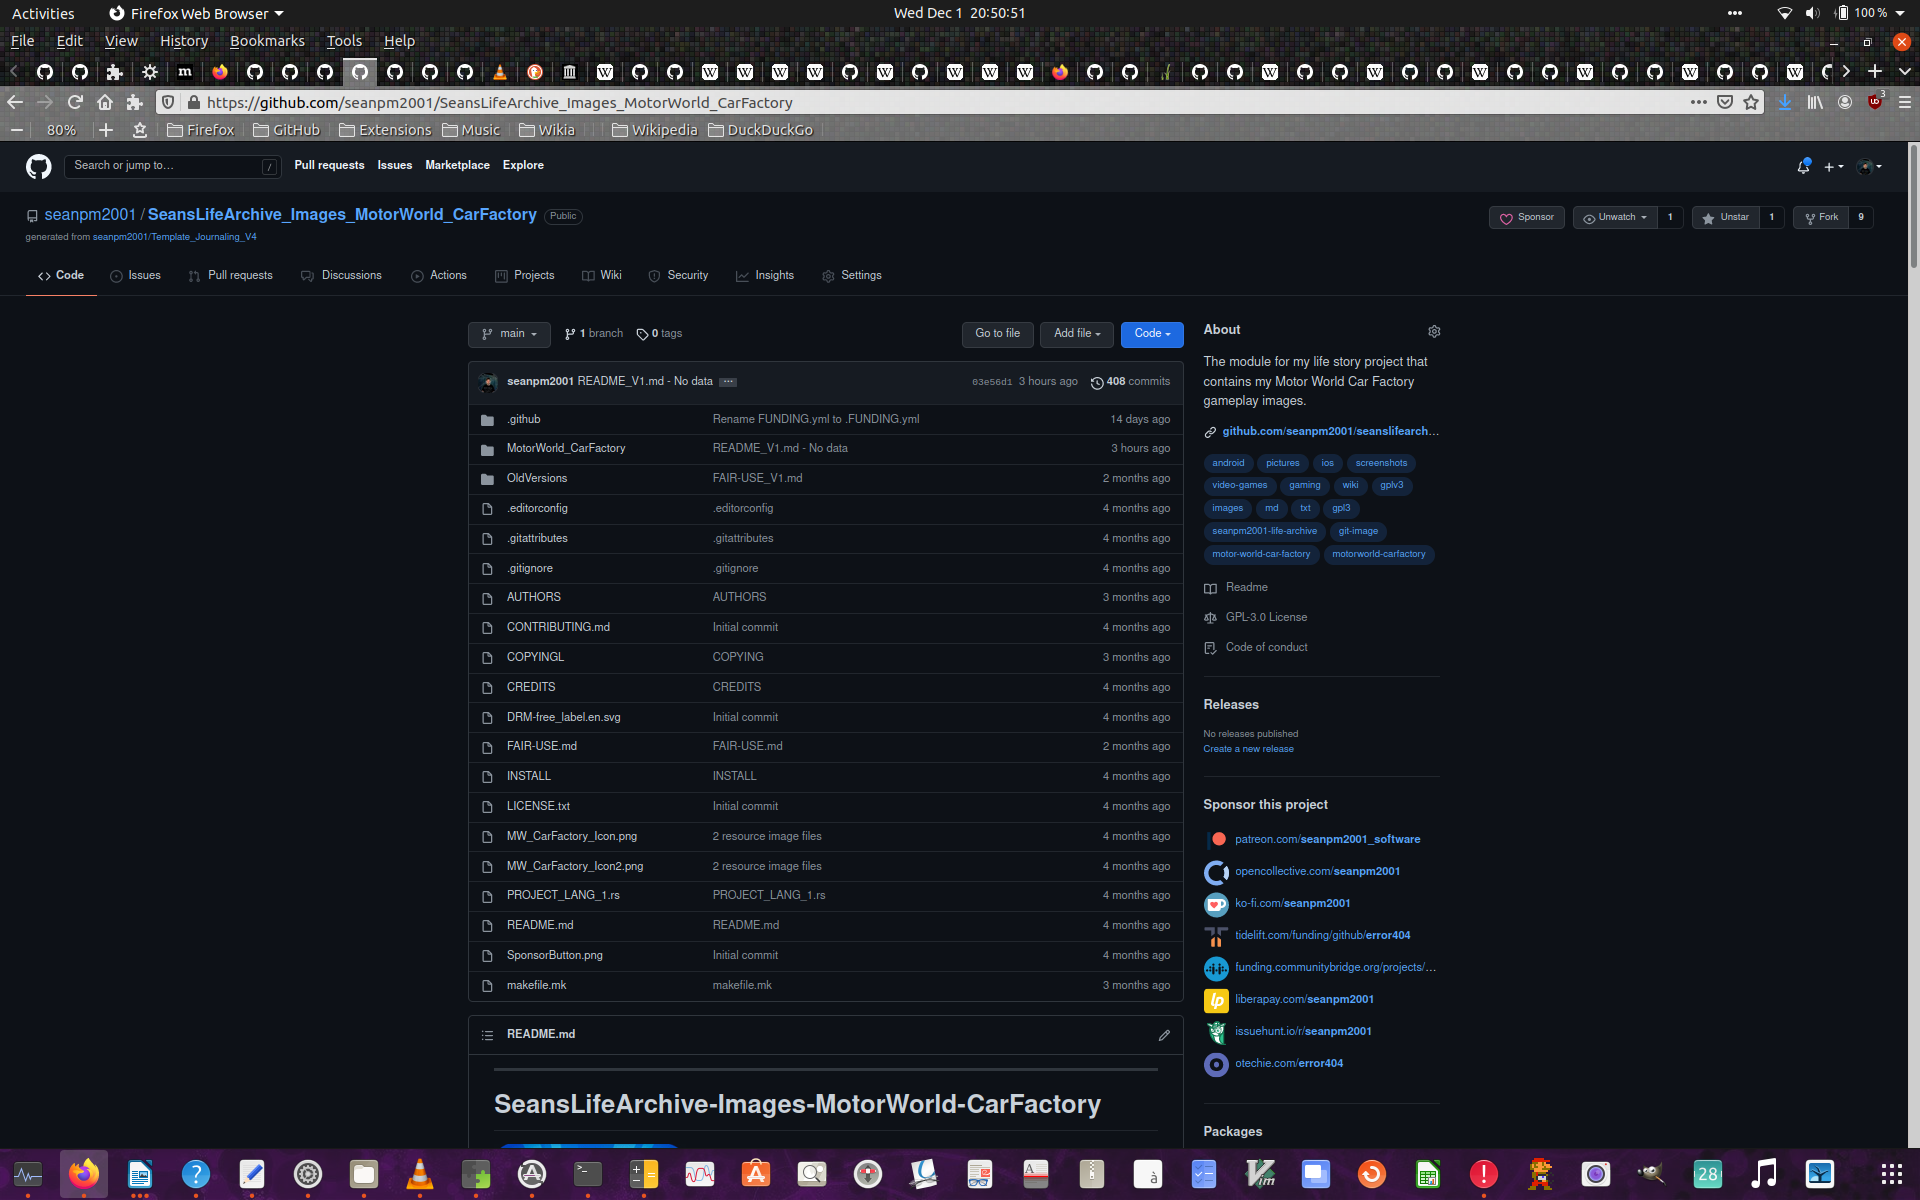 Activities Firefox Web Browser Wed Dec 1 20:50:51 100 %
File Edit View History Bookmarks Tools Help
https://github.com/seanpm2001/SeansLifeArchive_Images_MotorWorld_CarFactory 3
80% Firefox GitHub Extensions Music Wikia Wikipedia DuckDuckGo
Search or jump to… / Pull requests Issues Marketplace Explore
seanpm2001 / SeansLifeArchive_Images_MotorWorld_CarFactory Public Sponsor Unwatch 1 Unstar 1 Fork 9
generated from seanpm2001/Template_Journaling_V4
Code Issues Pull requests Discussions Actions Projects Wiki Security Insights Settings
main 1 branch 0 tags Go to file Add file Code
seanpm2001 README_V1.md - No data ... 03e56d1 3 hours ago 408 commits
.github Rename FUNDING.yml to .FUNDING.yml 14 days ago
MotorWorld_CarFactory README_V1.md - No data 3 hours ago
OldVersions FAIR-USE_V1.md 2 months ago
.editorconfig .editorconfig 4 months ago
.gitattributes .gitattributes 4 months ago
.gitignore .gitignore 4 months ago
AUTHORS AUTHORS 3 months ago
CONTRIBUTING.md Initial commit 4 months ago
COPYINGL COPYING 3 months ago
CREDITS CREDITS 4 months ago
DRM-free_label.en.svg Initial commit 4 months ago
FAIR-USE.md FAIR-USE.md 2 months ago
INSTALL INSTALL 4 months ago
LICENSE.txt Initial commit 4 months ago
MW_CarFactory_Icon.png 2 resource image files 4 months ago
MW_CarFactory_Icon2.png 2 resource image files 4 months ago
PROJECT_LANG_1.rs PROJECT_LANG_1.rs 4 months ago
README.md README.md 4 months ago
SponsorButton.png Initial commit 4 months ago
makefile.mk makefile.mk 3 months ago
README.md
SeansLifeArchive-Images-MotorWorld-CarFactory
About
The module for my life story project that
contains my Motor World Car Factory
gameplay images.
github.com/seanpm2001/seanslifearch...
android pictures ios screenshots
video-games gaming wiki gplv3
images md txt gpl3
seanpm2001-life-archive git-image
motor-world-car-factory motorworld-carfactory
Readme
GPL-3.0 License
Code of conduct
Releases
No releases published
Create a new release
Sponsor this project
patreon.com/seanpm2001_software
opencollective.com/seanpm2001
ko-fi.com/seanpm2001
tidelift.com/funding/github/error404
funding.communitybridge.org/projects/...
lp liberapay.com/seanpm2001
issuehunt.io/r/seanpm2001
otechie.com/error404
Packages
28